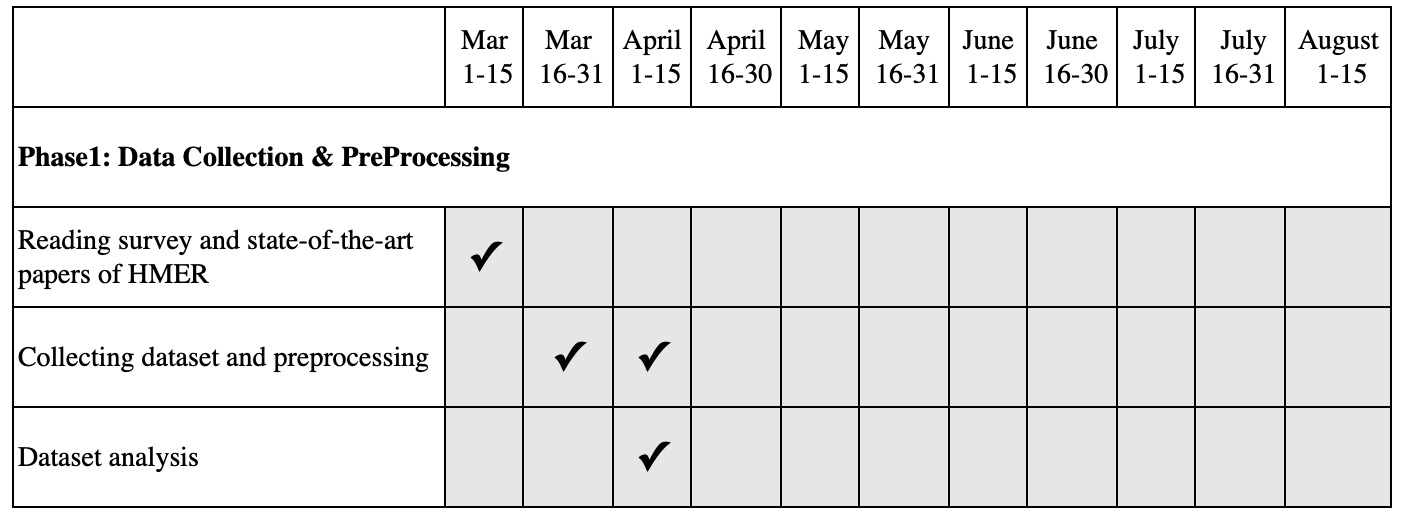 Mar 1-15 Mar 16-31 April 1-15 April 16-30 May 1-15 May 16-31 June 1-15 June 16-30 July 1-15 July 16-31 August 1-15
Phase1: Data Collection & PreProcessing
Reading survey and state-of-the-art
papers of HMER
✓
Collecting dataset and preprocessing ✓ ✓
Dataset analysis ✓